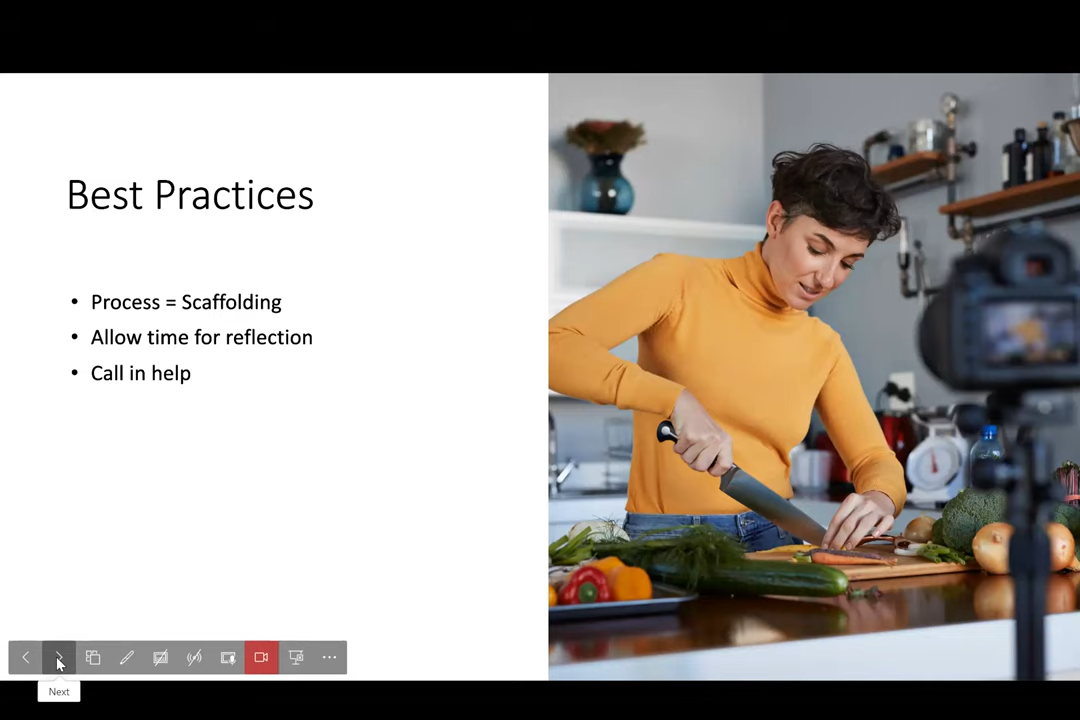 Best Practices
• Process = Scaffolding
• Allow time for reflection
• Call in help
Next